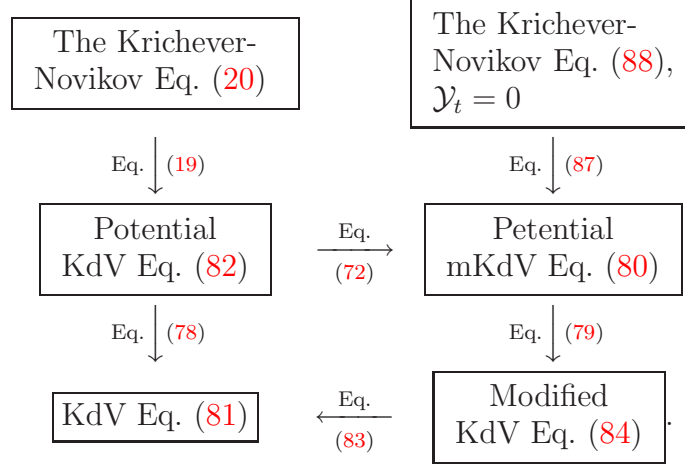 The Krichever-
Novikov Eq. (20)
The Krichever-
Novikov Eq. (88),
𝒴ₜ = 0
Eq. (19)
Eq. (87)
Potential
KdV Eq. (82)
Eq.
(72)
Petential
mKdV Eq. (80)
Eq. (78)
Eq. (79)
KdV Eq. (81)
Eq.
(83)
Modified
KdV Eq. (84)
.